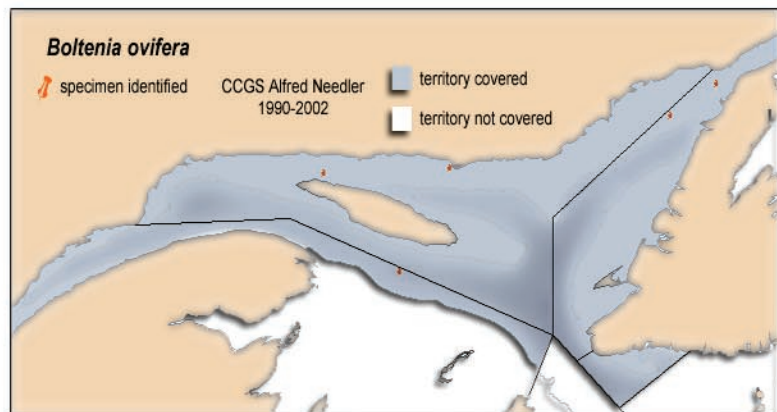 Boltenia ovifera
specimen identified
CCGS Alfred Needler
1990-2002
territory covered
territory not covered